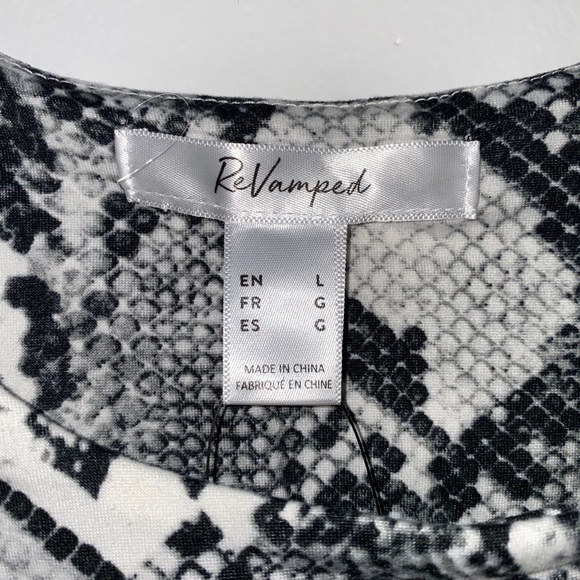 ReVamped
EN L
FR G
ES G
MADE IN CHINA
FABRIQUÉ EN CHINE